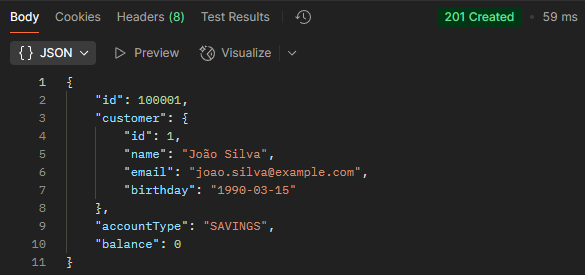 Body Cookies Headers (8) Test Results 201 Created • 59 ms
{} JSON Preview Visualize
1 {
2 "id": 100001,
3 "customer": {
4 "id": 1,
5 "name": "João Silva",
6 "email": "joao.silva@example.com",
7 "birthday": "1990-03-15"
8 },
9 "accountType": "SAVINGS",
10 "balance": 0
11 }